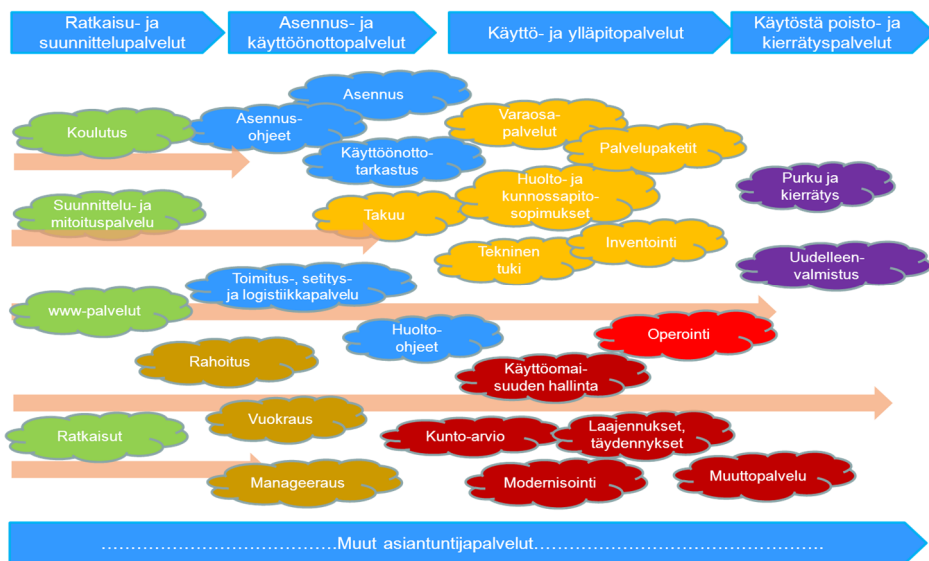 Ratkaisu- ja
suunnittelupalvelut
Asennus- ja
käyttöönottopalvelut
Käyttö- ja ylläpitopalvelut
Käytöstä poisto- ja
kierrätyspalvelut
Asennus
Asennus-
ohjeet
Koulutus
Käyttöönotto-
tarkastus
Varaosa-
palvelut
Palvelupaketit
Purku ja
kierrätys
Huolto- ja
kunnossapito-
sopimukset
Suunnittelu- ja
mitoituspalvelu
Takuu
Inventointi
Tekninen
tuki
Uudelleen-
valmistus
Toimitus-, setitys-
ja logistiikkapalvelu
www-palvelut
Huolto-
ohjeet
Operointi
Rahoitus
Käyttöomai-
suuden hallinta
Vuokraus
Ratkaisut
Kunto-arvio
Laajennukset,
täydennykset
Manageeraus
Modernisointi
Muuttopalvelu
……………………………….Muut asiantuntijapalvelut……………………………………….